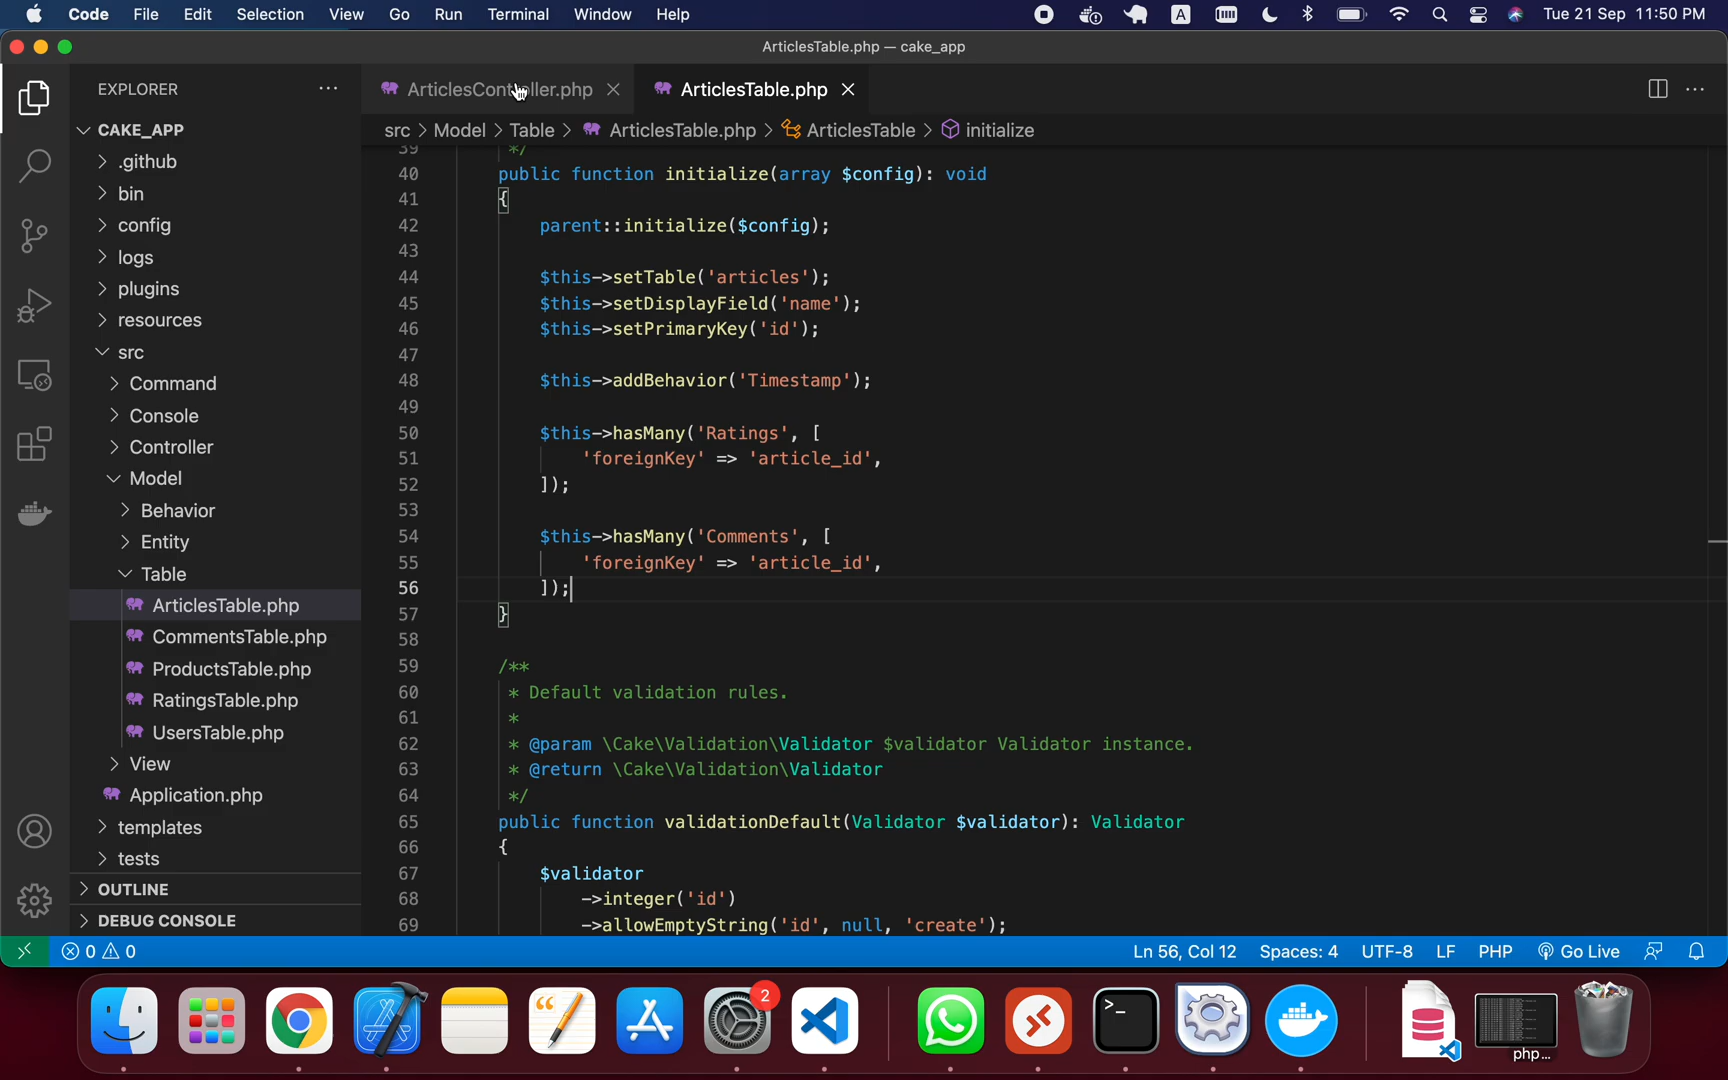 Code File Edit Selection View Go Run Terminal Window Help A Tue 21 Sep 11:50 PM
ArticlesTable.php — cake_app
EXPLORER
CAKE_APP
.github
bin
config
logs
plugins
resources
src
Command
Console
Controller
Model
Behavior
Entity
Table
ArticlesTable.php
CommentsTable.php
ProductsTable.php
RatingsTable.php
UsersTable.php
View
Application.php
templates
tests
OUTLINE
DEBUG CONSOLE
ArticlesController.php ArticlesTable.php
src > Model > Table > ArticlesTable.php > ArticlesTable > initialize
39 */
40 public function initialize(array $config): void
41 {
42 parent::initialize($config);
43
44 $this->setTable('articles');
45 $this->setDisplayField('name');
46 $this->setPrimaryKey('id');
47
48 $this->addBehavior('Timestamp');
49
50 $this->hasMany('Ratings', [
51 'foreignKey' => 'article_id',
52 ]);
53
54 $this->hasMany('Comments', [
55 'foreignKey' => 'article_id',
56 ]);
57 }
58
59 /**
60 * Default validation rules.
61 *
62 * @param \Cake\Validation\Validator $validator Validator instance.
63 * @return \Cake\Validation\Validator
64 */
65 public function validationDefault(Validator $validator): Validator
66 {
67 $validator
68 ->integer('id')
69 ->allowEmptyString('id', null, 'create');
0 0 Ln 56, Col 12 Spaces: 4 UTF-8 LF PHP Go Live
2
>_
php...